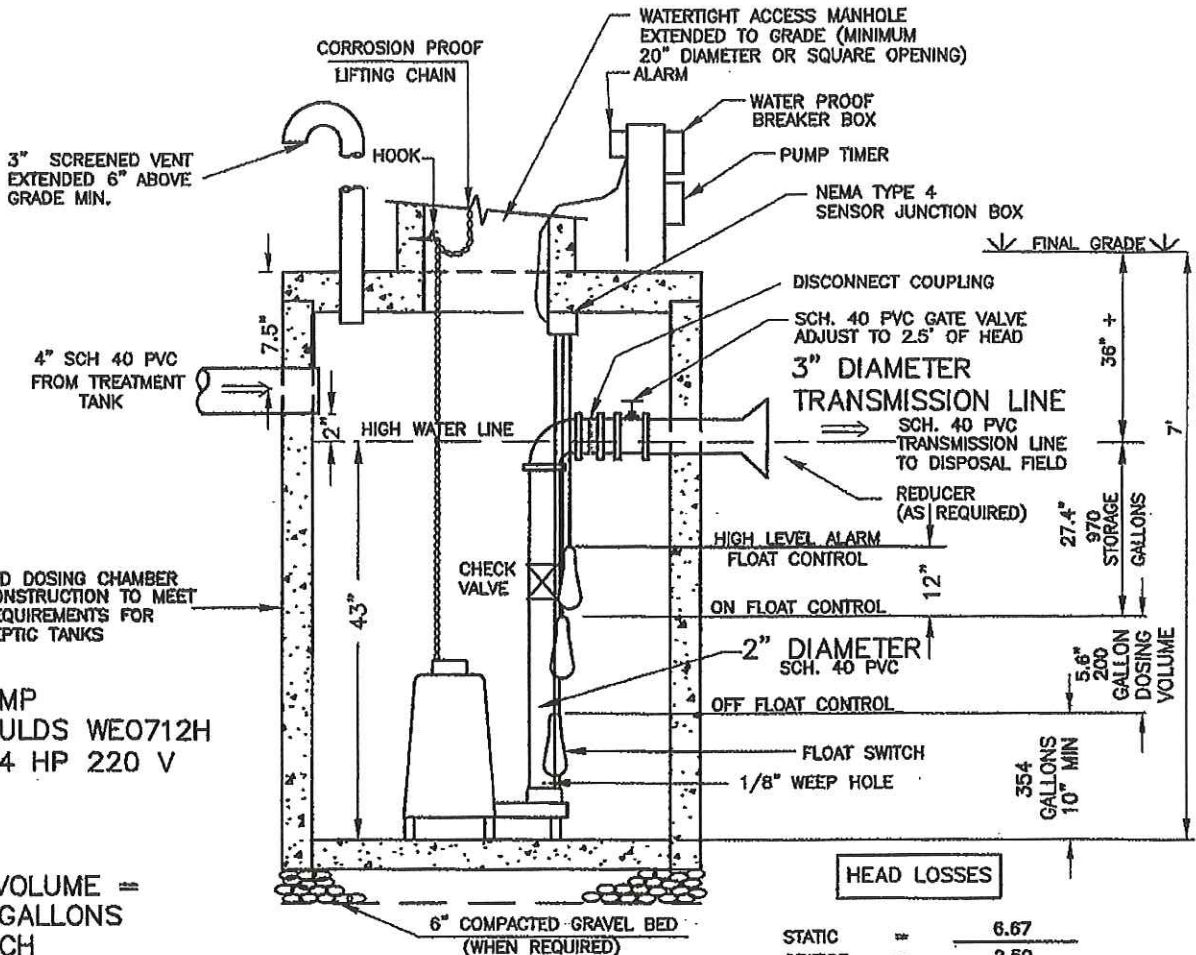 WATERTIGHT ACCESS MANHOLE
EXTENDED TO GRADE (MINIMUM
20" DIAMETER OR SQUARE OPENING)
CORROSION PROOF
LIFTING CHAIN
ALARM
WATER PROOF
BREAKER BOX
3" SCREENED VENT
EXTENDED 6" ABOVE
GRADE MIN.
HOOK
PUMP TIMER
NEMA TYPE 4
SENSOR JUNCTION BOX
FINAL GRADE
DISCONNECT COUPLING
7.5"
SCH. 40 PVC GATE VALVE
ADJUST TO 2.5' OF HEAD
36" +
4" SCH 40 PVC
FROM TREATMENT
TANK
3" DIAMETER
TRANSMISSION LINE
2"
HIGH WATER LINE
SCH. 40 PVC
TRANSMISSION LINE
TO DISPOSAL FIELD
7'
REDUCER
(AS REQUIRED)
27.4"
970
STORAGE
GALLONS
HIGH LEVEL ALARM
FLOAT CONTROL
CHECK
VALVE
12"
D DOSING CHAMBER
ONSTRUCTION TO MEET
EQUIREMENTS FOR
EPTIC TANKS
43"
ON FLOAT CONTROL
2" DIAMETER
SCH. 40 PVC
5.6"
200
GALLON
DOSING
VOLUME
MP
ULDS WE0712H
4 HP 220 V
OFF FLOAT CONTROL
FLOAT SWITCH
1/8" WEEP HOLE
354
GALLONS
10" MIN
HEAD LOSSES
VOLUME =
GALLONS
CH
6" COMPACTED GRAVEL BED
(WHEN REQUIRED)
STATIC = 6.67